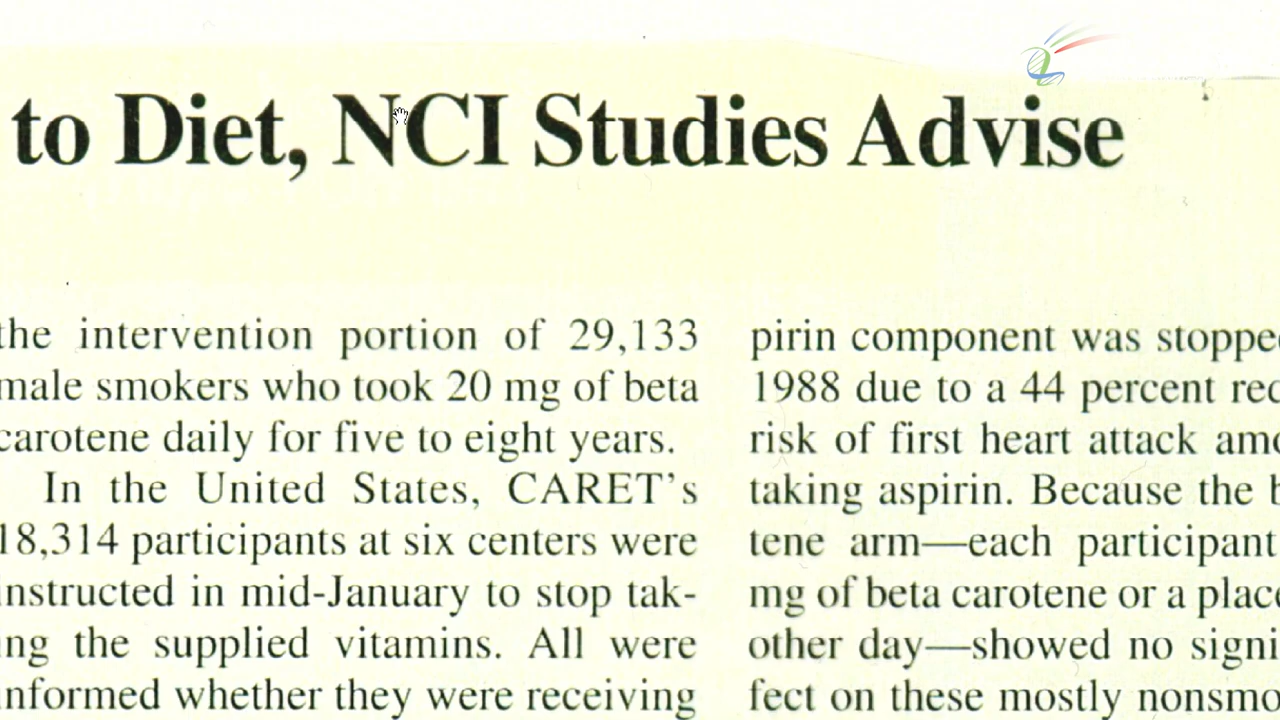 to Diet, NCI Studies Advise
the intervention portion of 29,133
male smokers who took 20 mg of beta
carotene daily for five to eight years.
In the United States, CARET's
18,314 participants at six centers were
instructed in mid-January to stop tak-
ing the supplied vitamins. All were
informed whether they were receiving
pirin component was stopped
1988 due to a 44 percent red
risk of first heart attack amo
taking aspirin. Because the b
tene arm—each participant
mg of beta carotene or a place
other day—showed no signi
fect on these mostly nonsmo